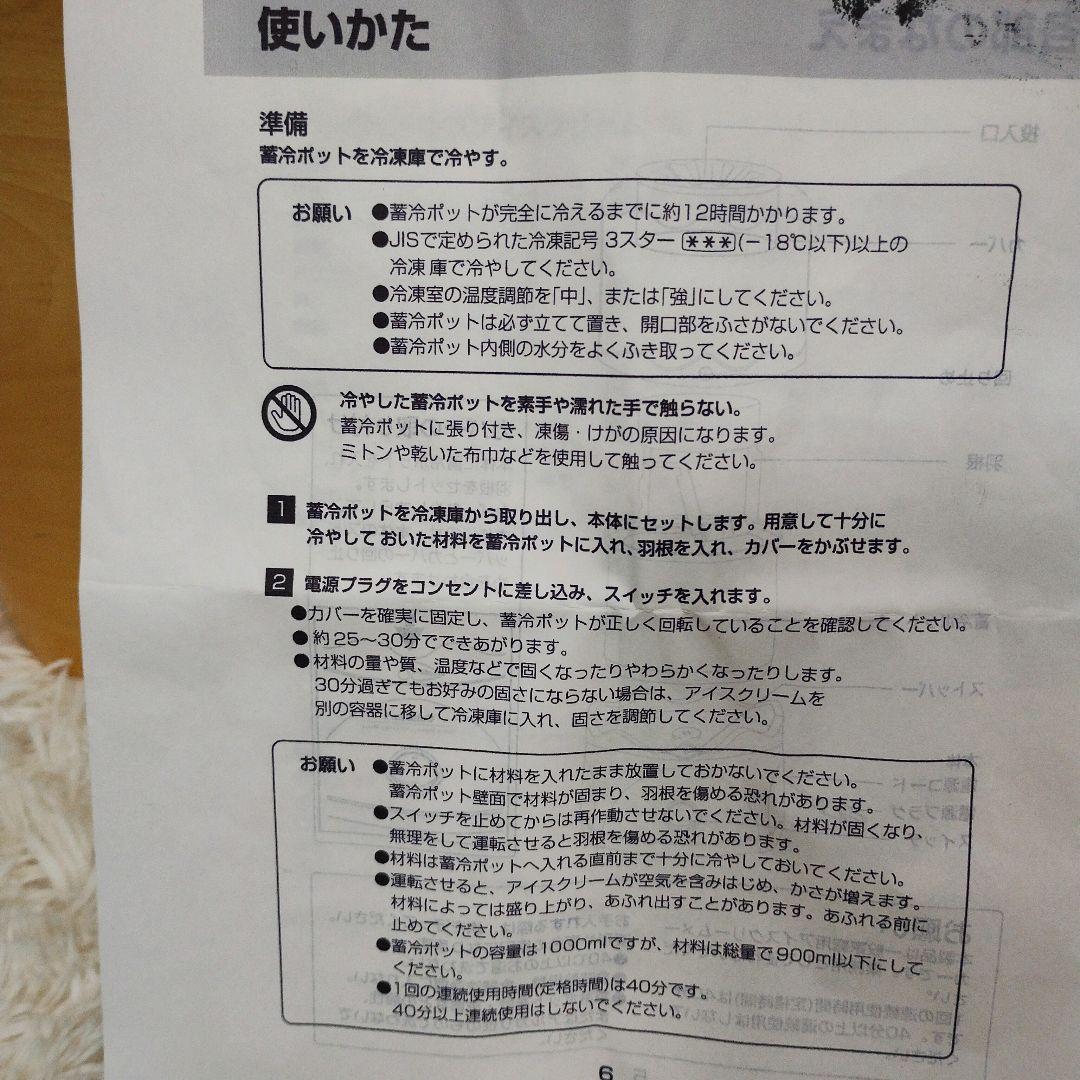 使いかた
準備
蓄冷ポットを冷凍庫で冷やす。
お願い ●蓄冷ポットが完全に冷えるまでに約12時間かかります。
●JISで定められた冷凍記号 3スター ✻✻✻(−18℃以下)以上の
冷凍庫で冷やしてください。
●冷凍室の温度調節を「中」、または「強」にしてください。
●蓄冷ポットは必ず立てて置き、開口部をふさがないでください。
●蓄冷ポット内側の水分をよくふき取ってください。
冷やした蓄冷ポットを素手や濡れた手で触らない。
蓄冷ポットに張り付き、凍傷・けがの原因になります。
ミトンや乾いた布巾などを使用して触ってください。
1 蓄冷ポットを冷凍庫から取り出し、本体にセットします。用意して十分に
冷やして おいた材料を蓄冷ポットに入れ、羽根を入れ、カバーをかぶせます。
2 電源プラグをコンセントに差し込み、スイッチを入れます。
●カバーを確実に固定し、蓄冷ポットが正しく回転していることを確認してください。
●約25〜30分でできあがります。
●材料の量や質、温度などで固くなったりやわらかくなったりします。
30分過ぎてもお好みの固さにならない場合は、アイスクリームを
別の容器に移して冷凍庫に入れ、固さを調節してください。
お願い ●蓄冷ポットに材料を入れたまま放置しておかないでください。
蓄冷ポット壁面で材料が固まり、羽根を傷める恐れがあります。
●スイッチを止めてからは再作動させないでください。材料が固くなり、
無理をして運転させると羽根を傷める恐れがあります。
●材料は蓄冷ポットへ入れる直前まで十分に冷やしておいてください。
●運転させると、アイスクリームが空気を含みはじめ、かさが増えます。
材料によっては盛り上がり、あふれ出すことがあります。あふれる前に
止めてください。
●蓄冷ポットの容量は1000mlですが、材料は総量で900ml以下にして
ください。
●1回の連続使用時間(定格時間)は40分です。
40分以上連続使用はしないでください。
6